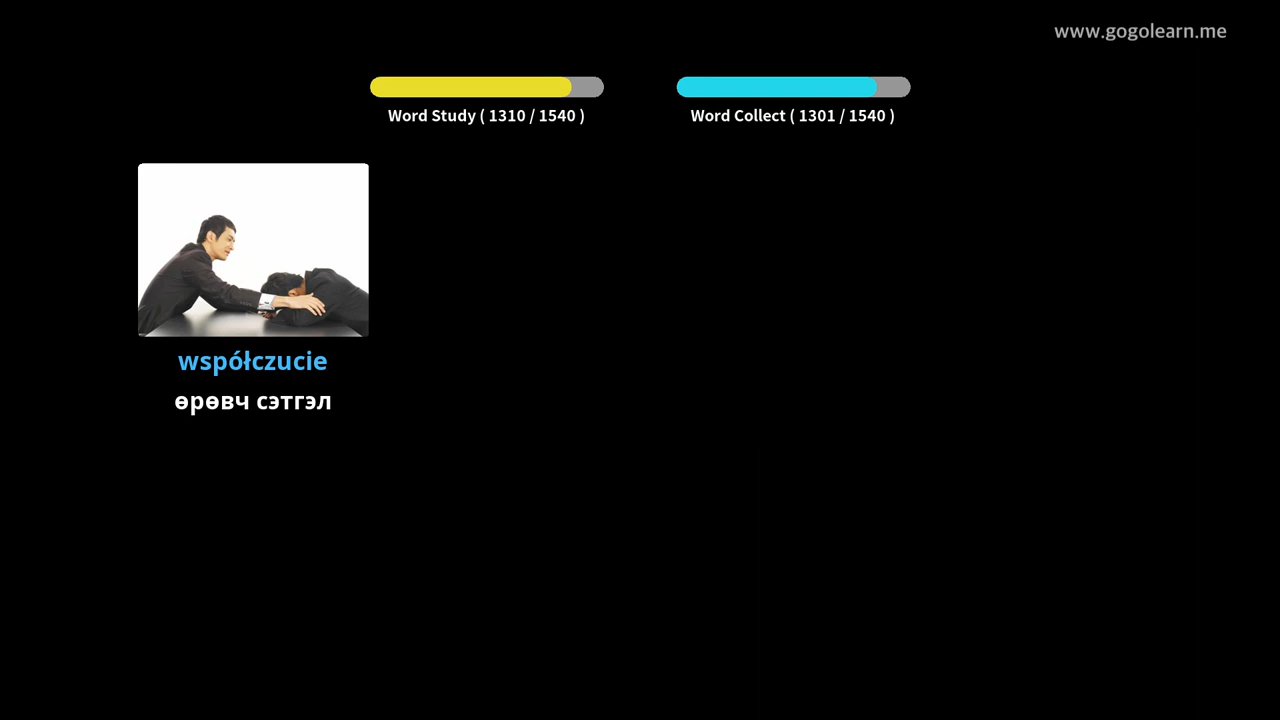 www.gogolearn.me
Word Study ( 1310 / 1540 )
Word Collect ( 1301 / 1540 )
współczucie
өрөвч сэтгэл